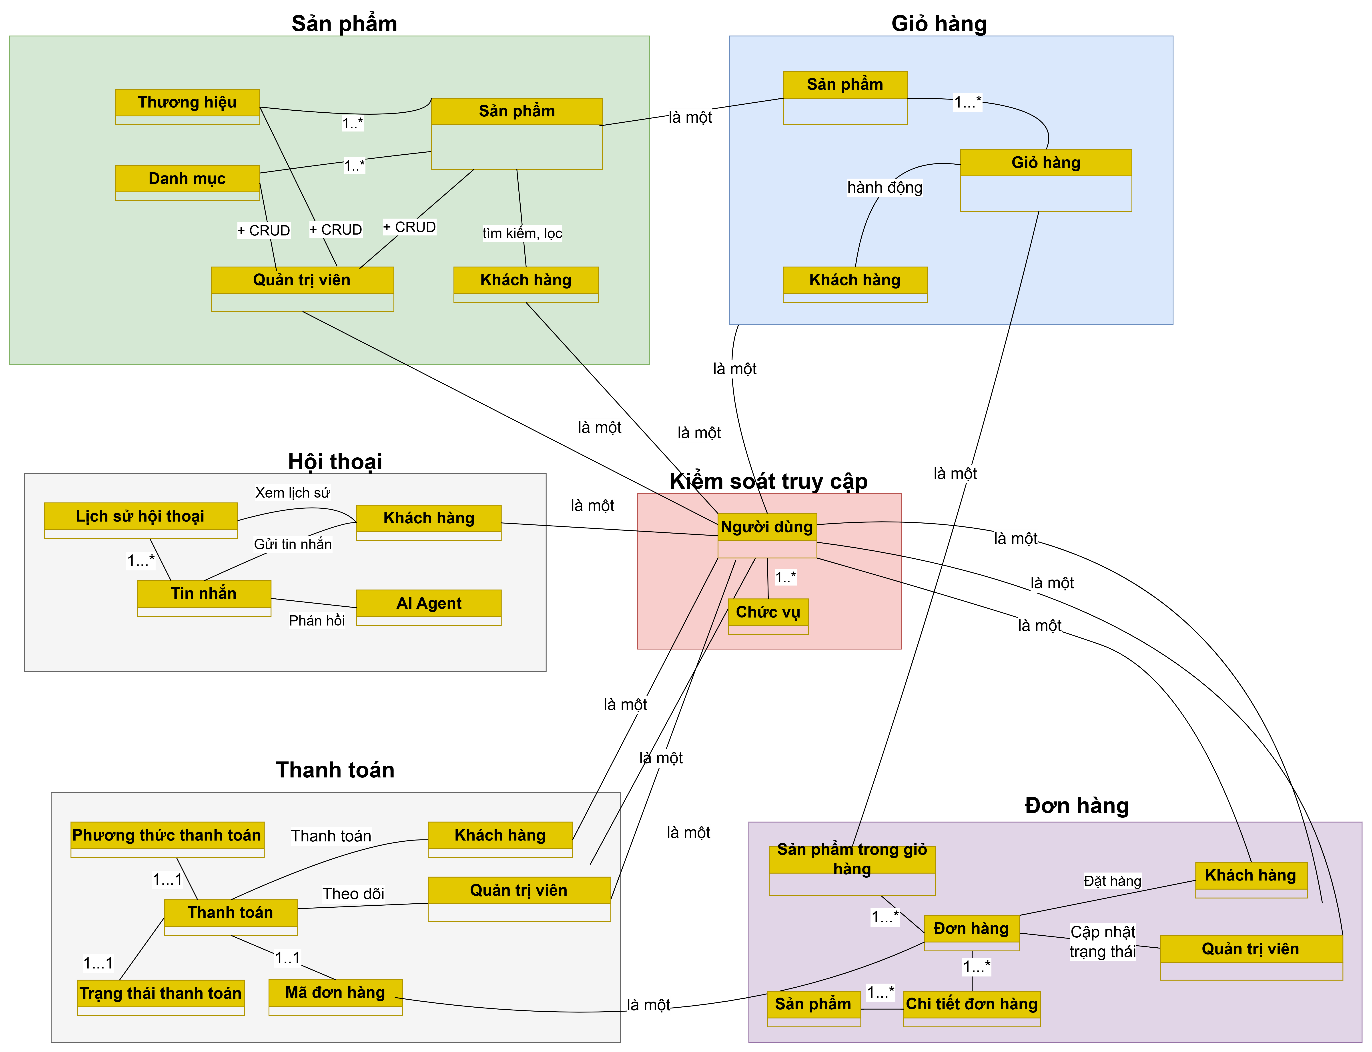 Sản phẩm
Thương hiệu
Sản phẩm
1..*
Danh mục
1..*
+ CRUD
+ CRUD
+ CRUD
tìm kiếm, lọc
Quản trị viên
Khách hàng
là một
Giỏ hàng
Sản phẩm
1...*
Giỏ hàng
hành động
Khách hàng
là một
là một
là một
là một
Hội thoại
Lịch sử hội thoại
Xem lịch sử
Khách hàng
Gửi tin nhắn
1...*
Tin nhắn
AI Agent
Phán hồi
là một
Kiểm soát truy cập
Người dùng
1..*
Chức vụ
là một
là một
là một
là một
là một
là một
Thanh toán
Phương thức thanh toán
Thanh toán
Khách hàng
1...1
Theo dõi
Quản trị viên
Thanh toán
1...1
1...1
Trạng thái thanh toán
Mã đơn hàng
là một
Đơn hàng
Sản phẩm trong giỏ
hàng
Đặt hàng
Khách hàng
1...*
Đơn hàng
Cập nhật
trạng thái
Quản trị viên
1...*
Sản phẩm
1...*
Chi tiết đơn hàng